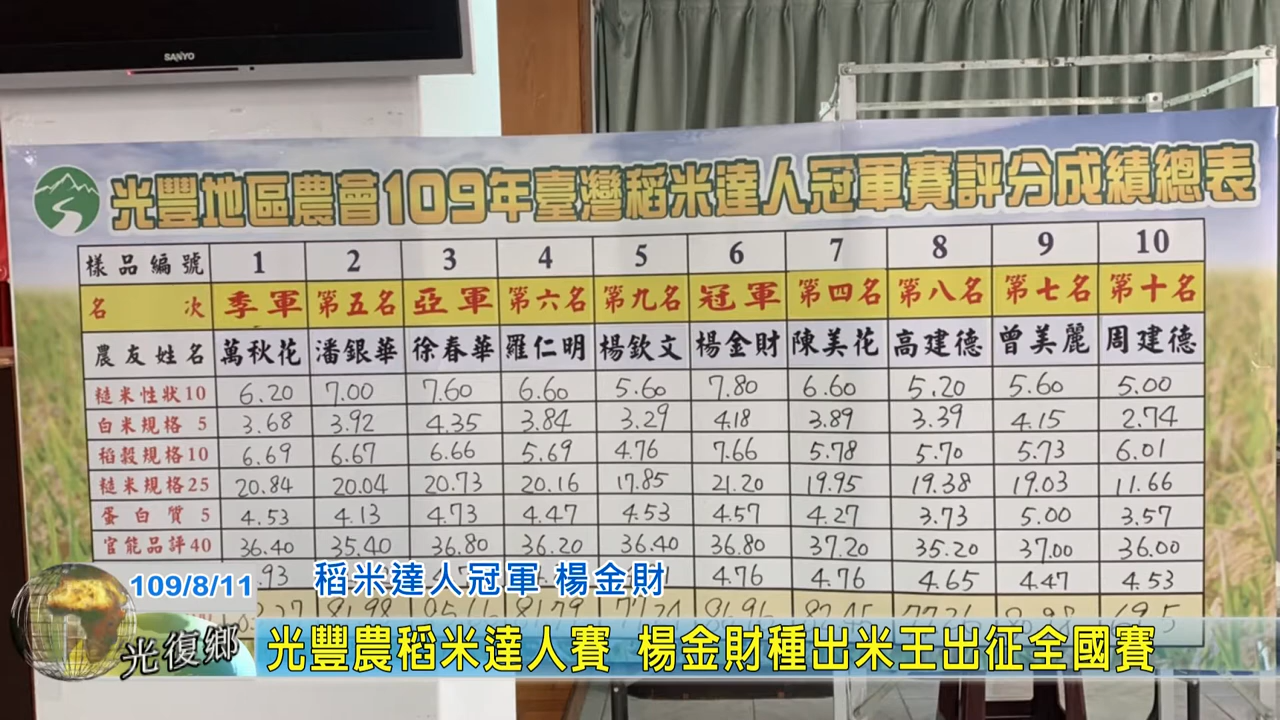 SANYO
光豐地區農會109年臺灣稻米達人冠軍賽評分成績總表
樣品編號 1 2 3 4 5 6 7 8 9 10
名次 季軍 第五名 亞軍 第六名 第九名 冠軍 第四名 第八名 第七名 第十名
農友姓名 萬秋花 潘銀華 徐春華 羅仁明 楊欽文 楊金財 陳美花 高建德 曾美麗 周建德
糙米性狀10 6.20 7.00 7.60 6.60 5.60 7.80 6.60 5.20 5.60 5.00
白米規格 5 3.68 3.92 4.35 3.84 3.29 4.18 3.89 3.39 4.15 2.74
稻穀規格10 6.69 6.67 6.66 5.69 4.76 7.66 5.78 5.70 5.73 6.01
糙米規格25 20.84 20.04 20.73 20.16 17.85 21.20 19.95 19.38 19.03 11.66
蛋白質 5 4.53 4.13 4.73 4.47 4.53 4.57 4.27 3.73 5.00 3.57
官能品評40 36.40 35.40 36.80 36.20 36.40 36.80 37.20 35.20 37.00 36.00
4.76 4.76 4.65 4.47 4.53
109/8/11 稻米達人冠軍 楊金財
光復鄉
光豐農稻米達人賽 楊金財種出米王出征全國賽